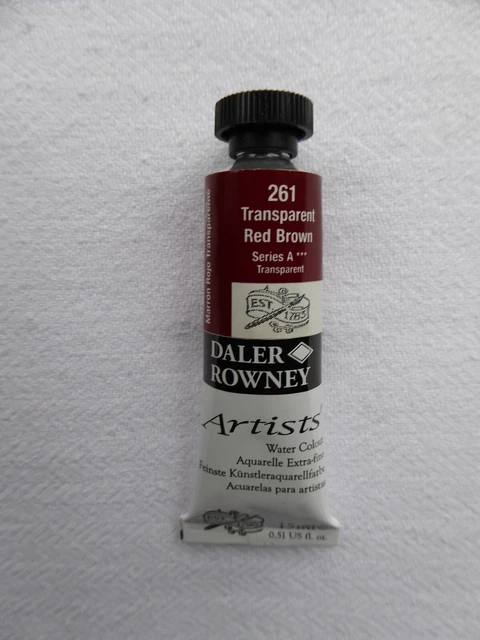 261
Transparent
Red Brown
Series A ***
Transparent
Marrón Rojo Transparente
EST
1783
DALER
ROWNEY
Artists'
Water Colour
Aquarelle Extra-fine
Feinste Künstleraquarellfarbe
Acuarelas para artistas
0.51 US fl. oz.